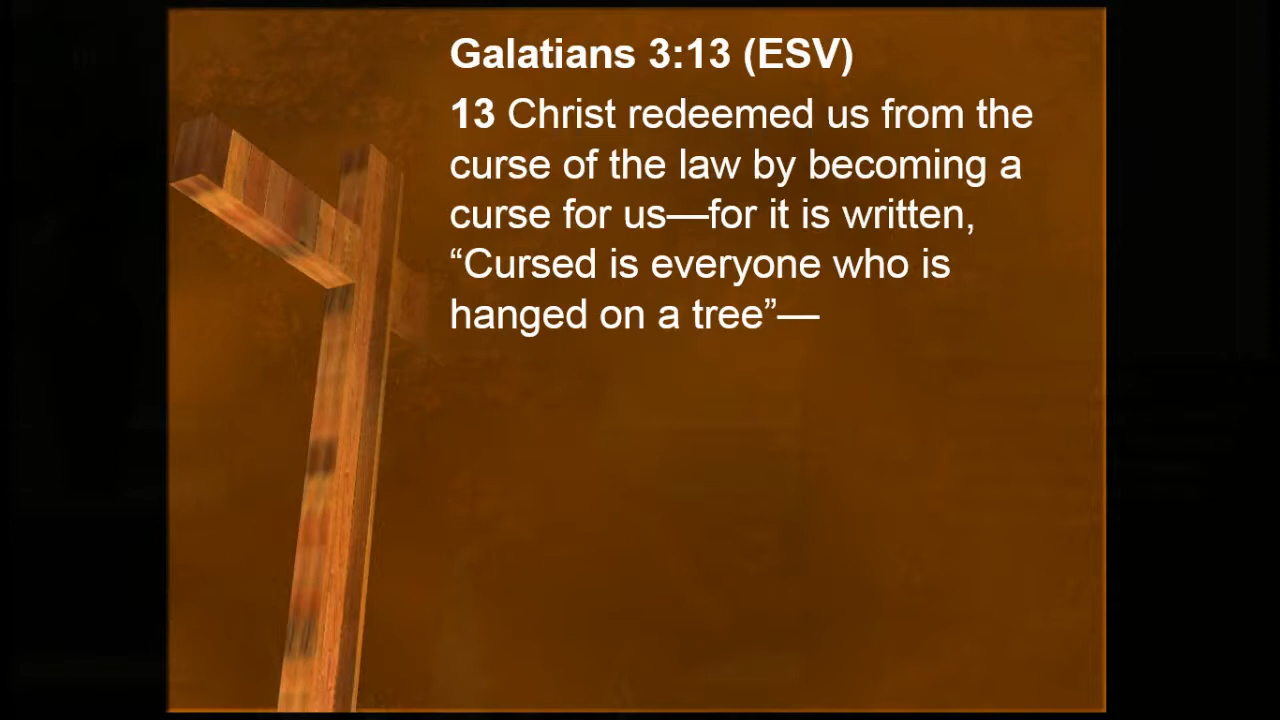 Galatians 3:13 (ESV)
13 Christ redeemed us from the
curse of the law by becoming a
curse for us—for it is written,
“Cursed is everyone who is
hanged on a tree”—